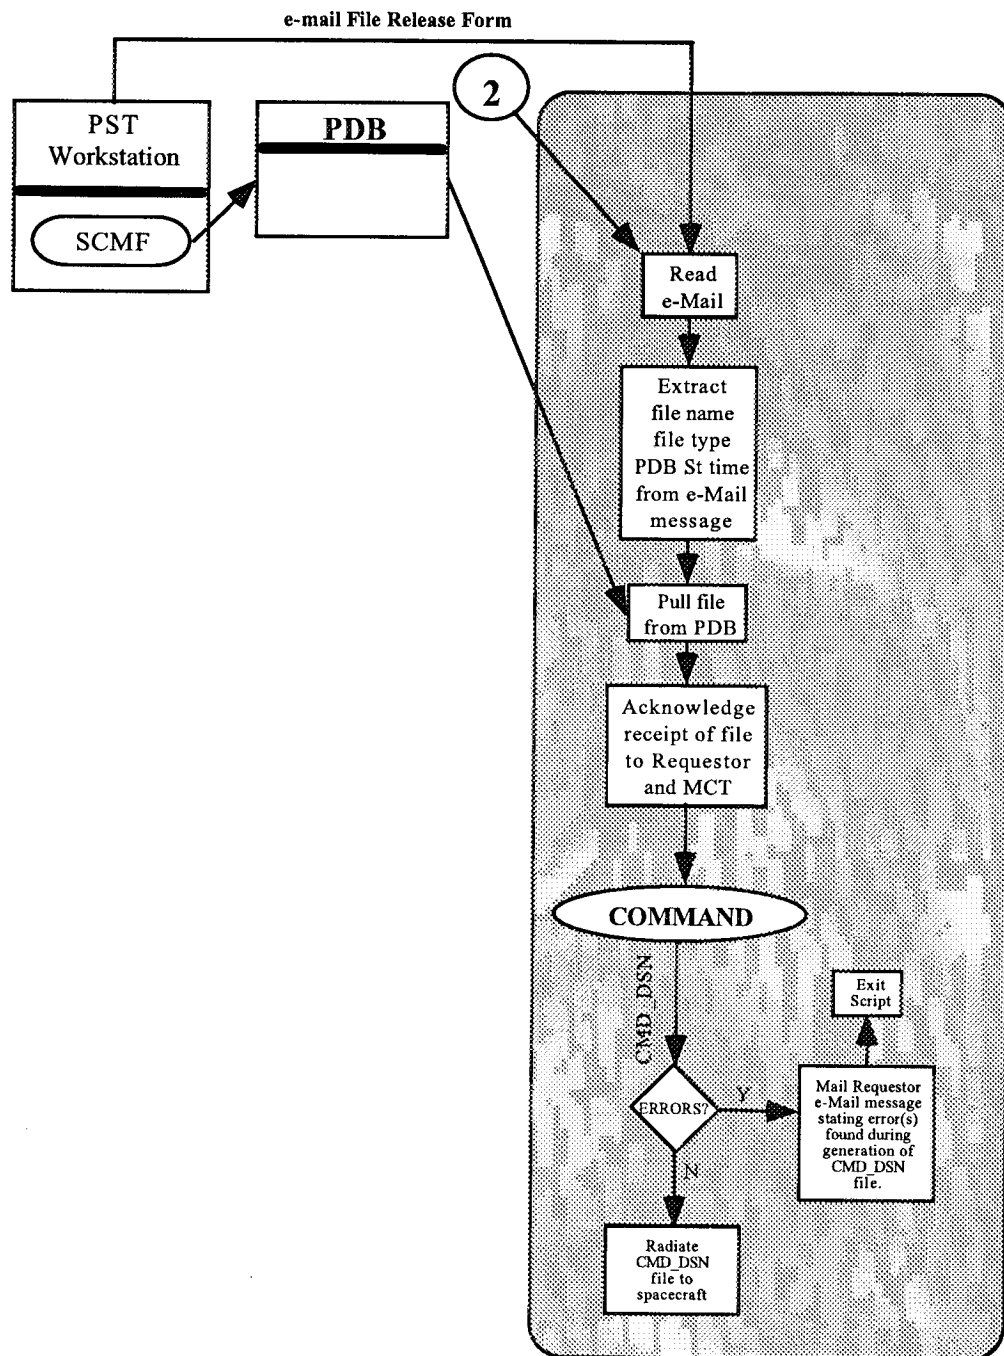 e-mail File Release Form
2
PST
Workstation
SCMF
PDB
Read
e-Mail
Extract
file name
file type
PDB St time
from e-Mail
message
Pull file
from PDB
Acknowledge
receipt of file
to Requestor
and MCT
COMMAND
CMD_DSN
ERRORS?
Y
N
Exit
Script
Mail Requestor
e-Mail message
stating error(s)
found during
generation of
CMD_DSN
file.
Radiate
CMD_DSN
file to
spacecraft